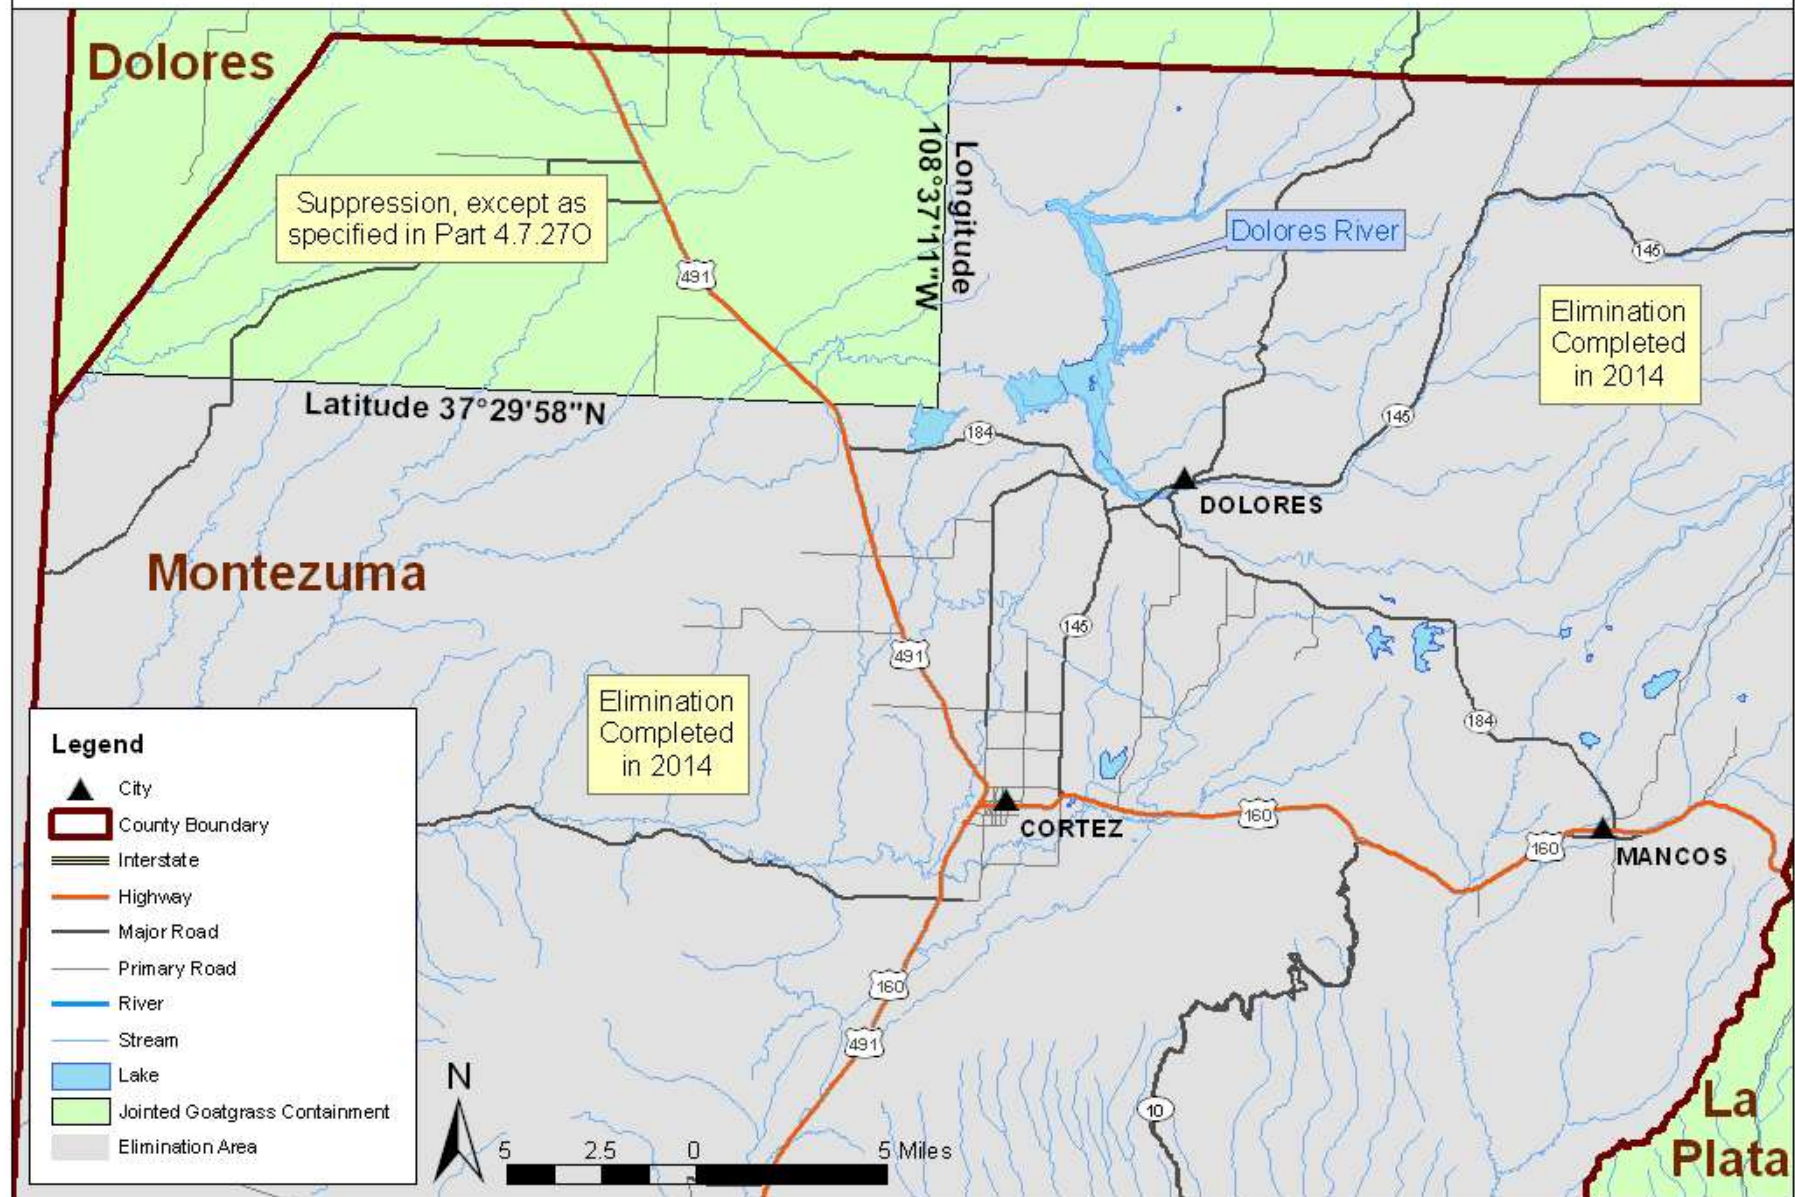 Dolores
Suppression, except as
specified in Part 4.7.27O
491
Longitude
108°37'11"W
Dolores River
145
Elimination
Completed
in 2014
Latitude 37°29'58"N
184
145
DOLORES
Montezuma
491
145
Elimination
Completed
in 2014
184
CORTEZ
160
160
MANCOS
160
491
10
La
Plata
Legend
City
County Boundary
Interstate
Highway
Major Road
Primary Road
River
Stream
Lake
Jointed Goatgrass Containment
Elimination Area
N
5 2.5 0 5 Miles